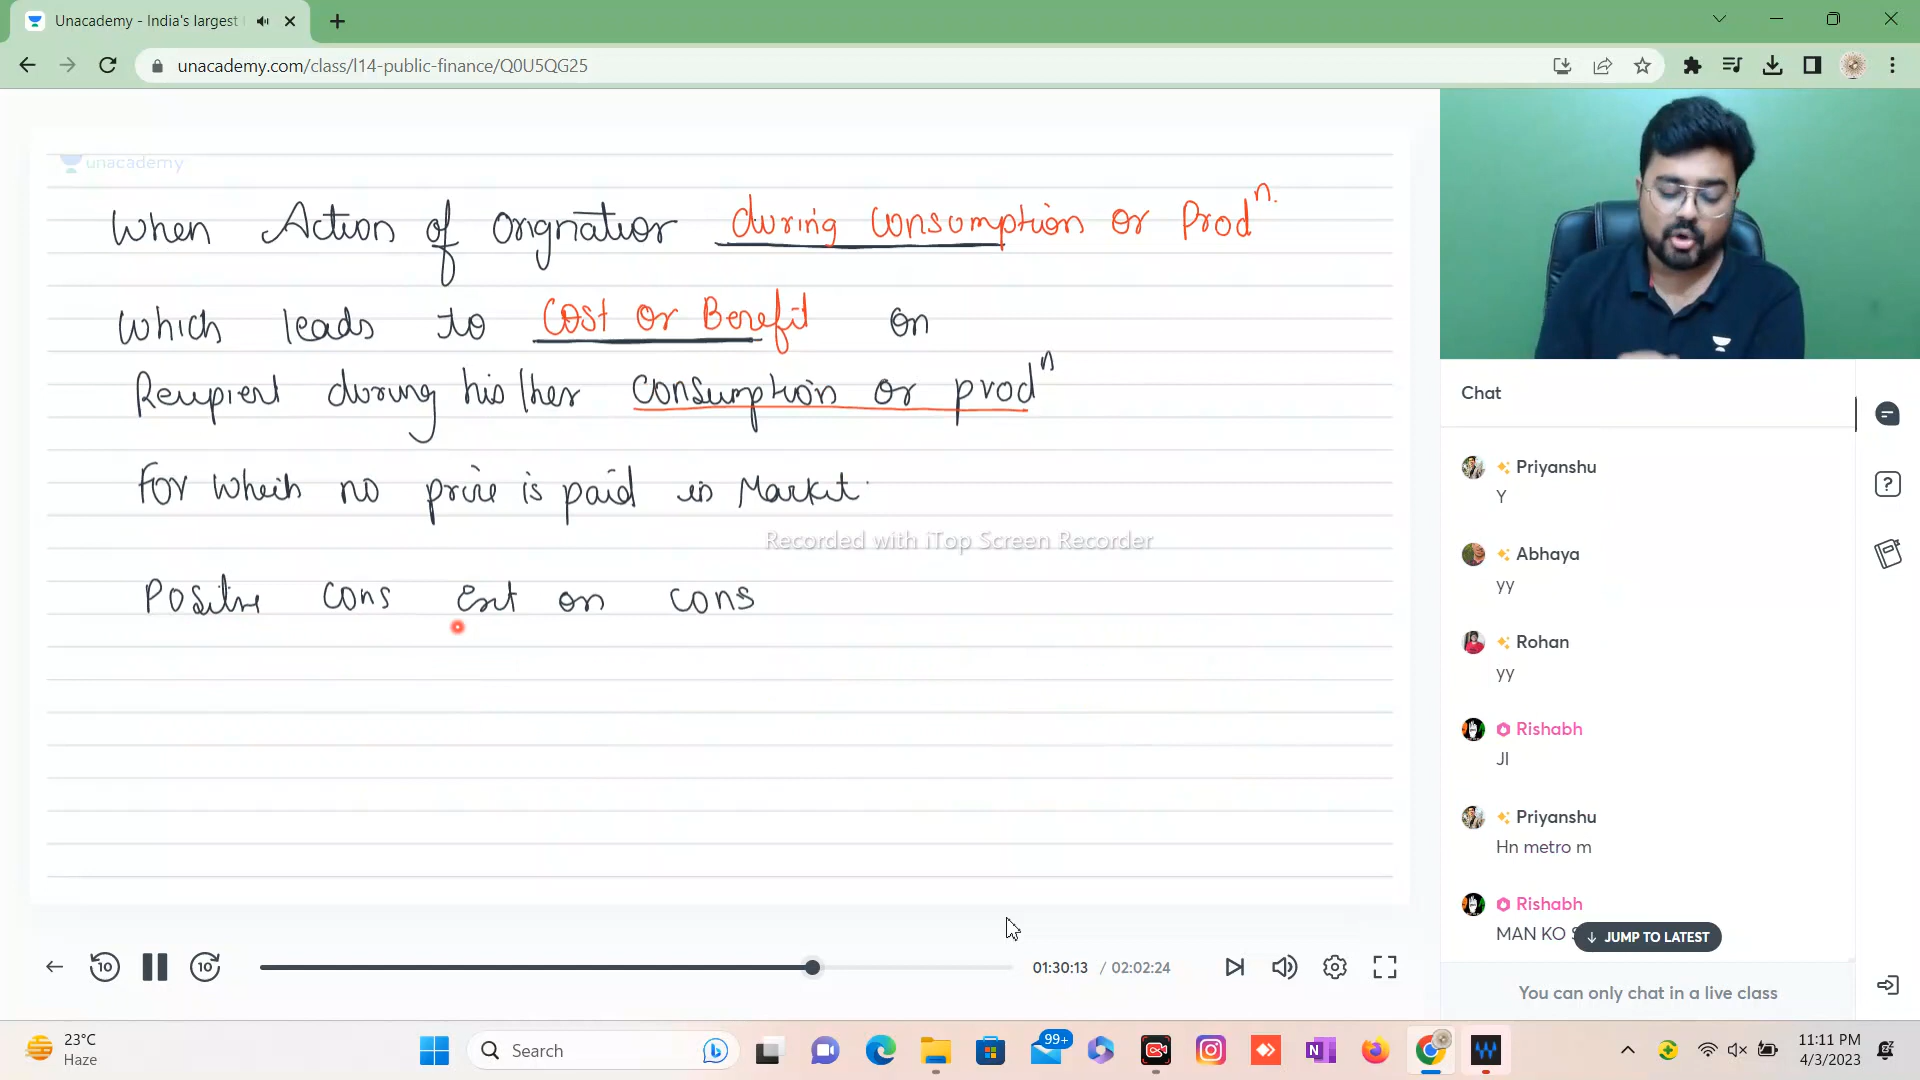 Unacademy - India's largest
unacademy.com/class/l14-public-finance/Q0U5QG25
unacademy
When Action of Orignatior during Consumption or Prodⁿ.
Which leads to Cost or Benefit on
Recipient during his/her Consumption or prodⁿ
For which no price is paid in Market.
Recorded with iTop Screen Recorder
Positive Cons Ext on Cons
10
10
01:30:13 / 02:02:24
Chat
Priyanshu
Y
Abhaya
yy
Rohan
yy
Rishabh
JI
Priyanshu
Hn metro m
Rishabh
MAN KO S
JUMP TO LATEST
You can only chat in a live class
23°C
Haze
Search
99+
11:11 PM
4/3/2023